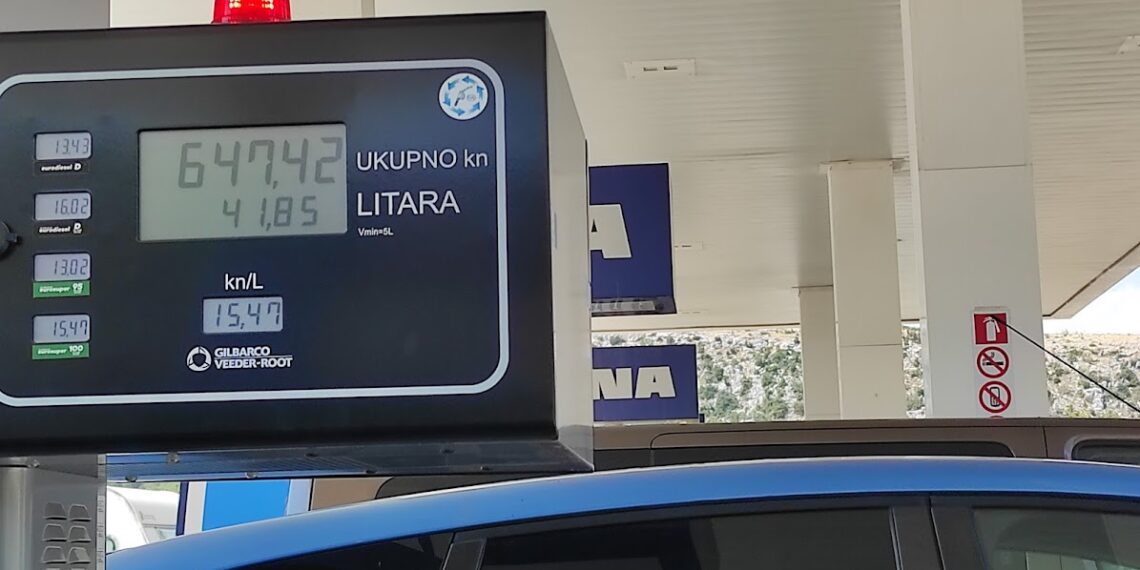 13.43
eurodiesel D
16.02
eurodiesel D
13.02
eurosuper 95
15.47
eurosuper 100
647,42
UKUPNO kn
41,85
LITARA
Vmin=5L
kn/L
15,47
GILBARCO
VEEDER-ROOT
A
NA